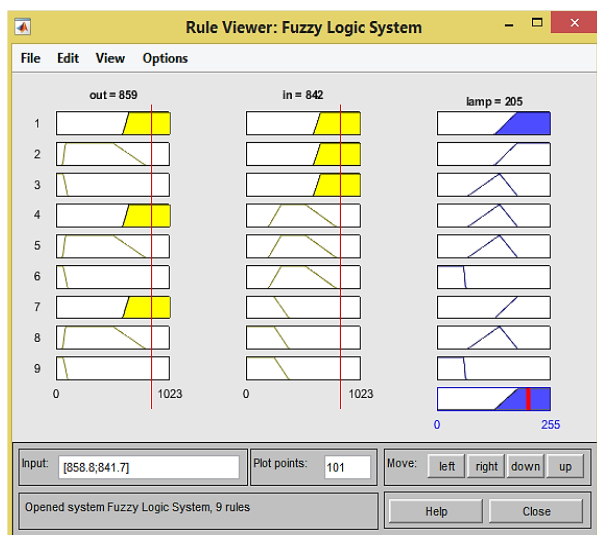 Rule Viewer: Fuzzy Logic System
File Edit View Options
out = 859 in = 842 lamp = 205
1
2
3
4
5
6
7
8
9
0 1023 0 1023
0 255
Input: [858.8;841.7] Plot points: 101 Move: left right down up
Opened system Fuzzy Logic System, 9 rules Help Close